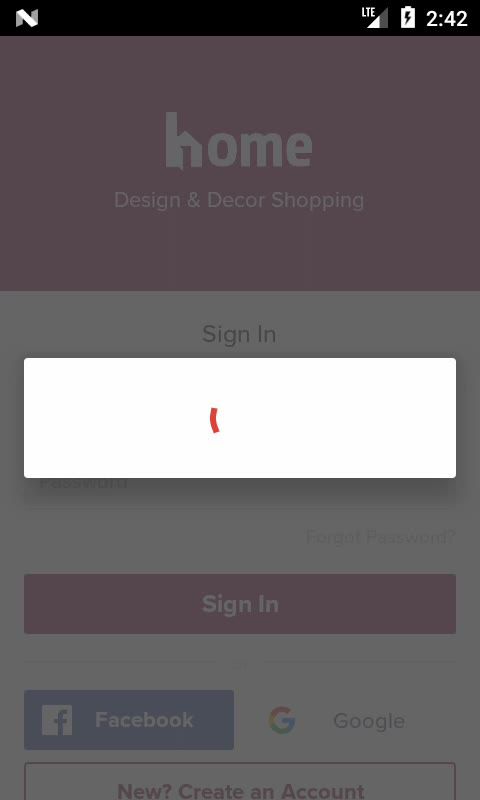 LTE
2:42
home
Design & Decor Shopping
Sign In
Password
Forgot Password?
Sign In
or
Facebook
Google
New? Create an Account